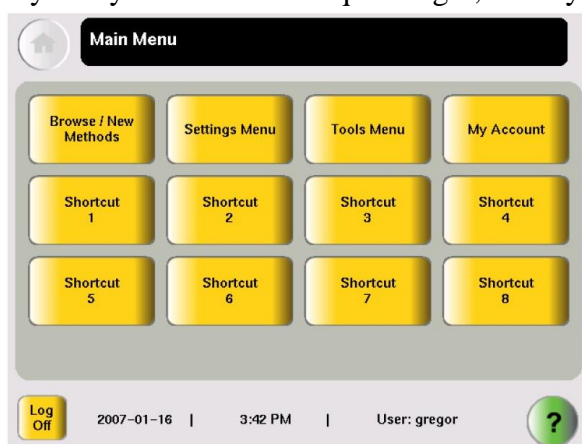 Main Menu
Browse / New
Methods
Settings Menu
Tools Menu
My Account
Shortcut
1
Shortcut
2
Shortcut
3
Shortcut
4
Shortcut
5
Shortcut
6
Shortcut
7
Shortcut
8
Log
Off
2007-01-16 | 3:42 PM | User: gregor
?